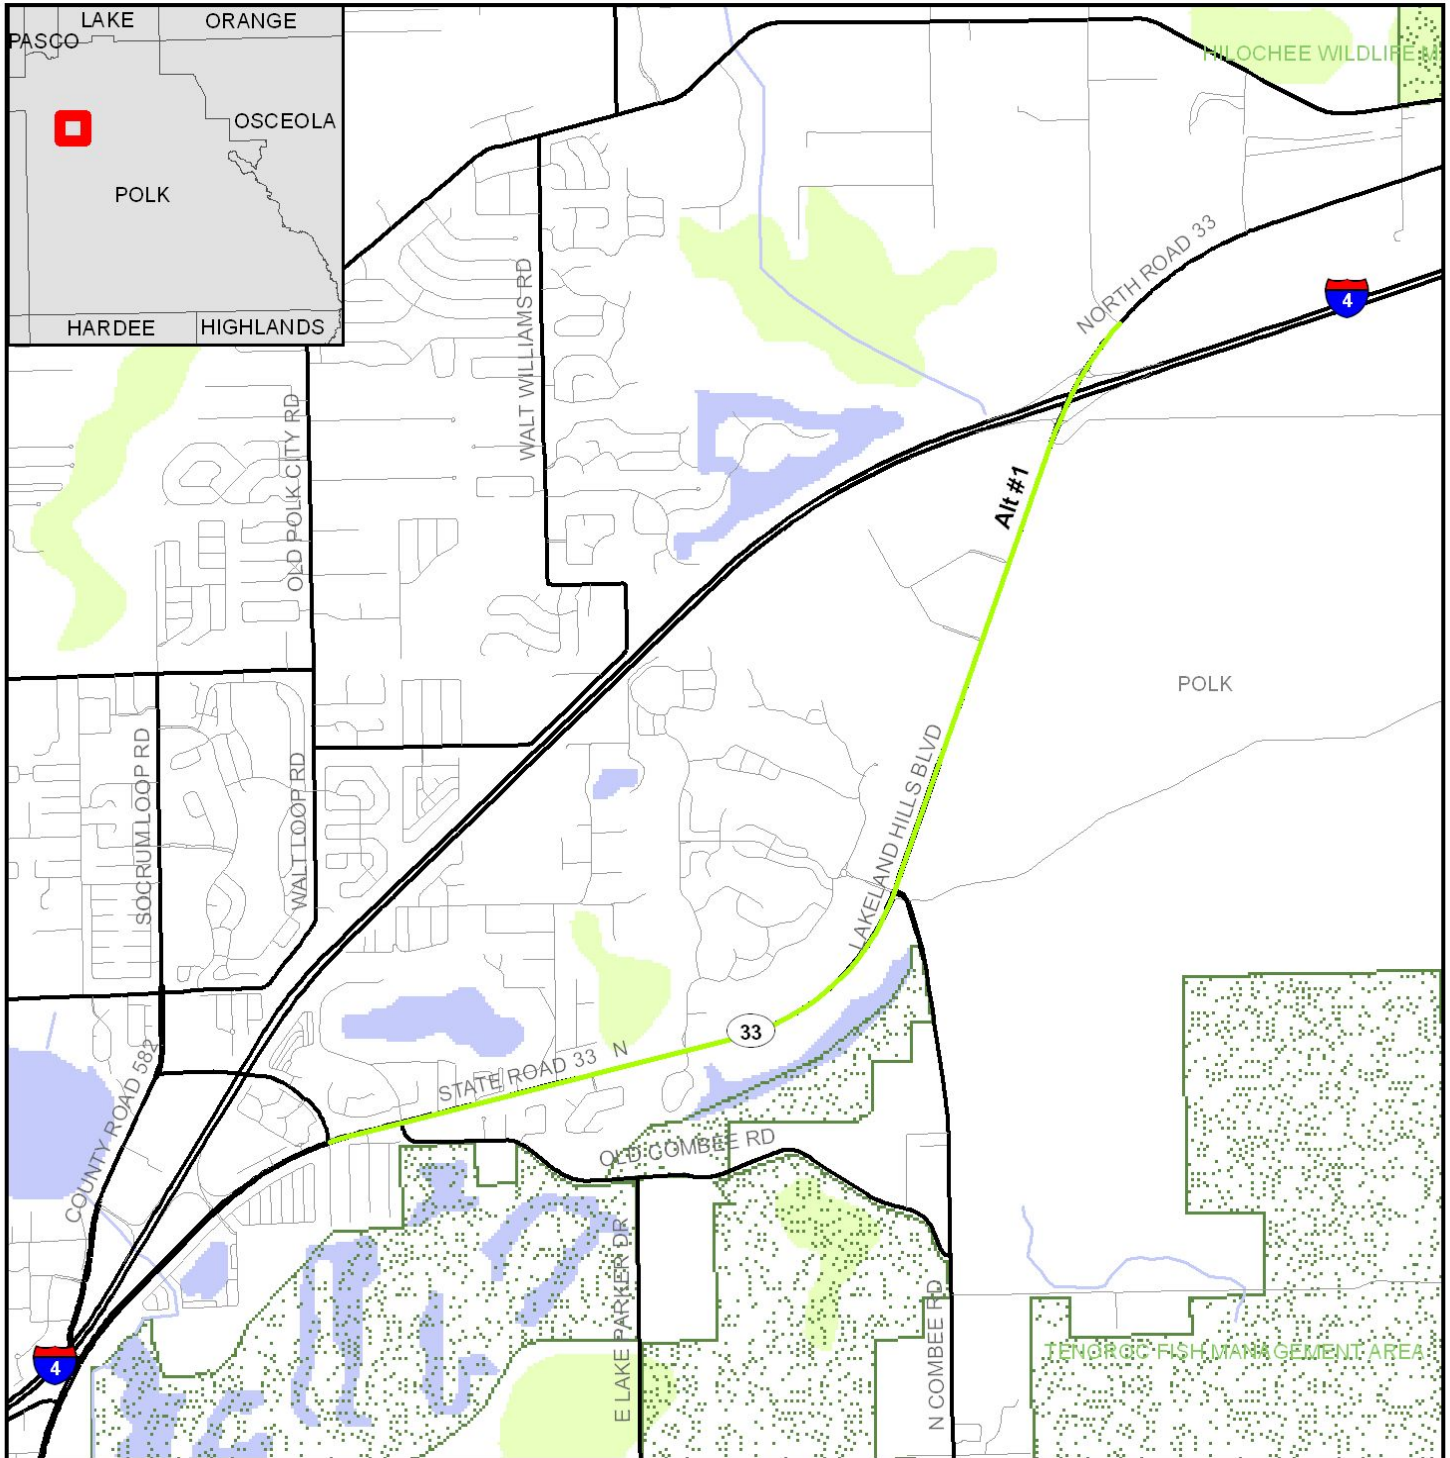 LAKE
ORANGE
PASCO
OSCEOLA
POLK
HARDEE
HIGHLANDS
HILOCHEE WILDLIFE M
NORTH ROAD 33
4
WALT WILLIAMS RD
OLD POLK CITY RD
Alt #1
POLK
SOCRUM LOOP RD
WALT LOOP RD
LAKELAND HILLS BLVD
33
STATE ROAD 33 N
COUNTY ROAD 582
OLD COMBEE RD
E LAKE PARKER DR
N COMBEE RD
TENOROC FISH MANAGEMENT AREA
4